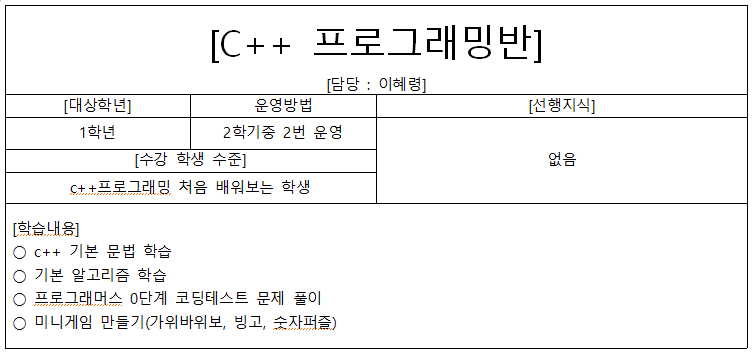 [C++ 프로그래밍반]
[담당 : 이혜령]
[대상학년] 운영방법 [선행지식]
1학년 2학기중 2번 운영
없음
[수강 학생 수준]
c++프로그래밍 처음 배워보는 학생
[학습내용]
○ c++ 기본 문법 학습
○ 기본 알고리즘 학습
○ 프로그래머스 0단계 코딩테스트 문제 풀이
○ 미니게임 만들기(가위바위보, 빙고, 숫자퍼즐)